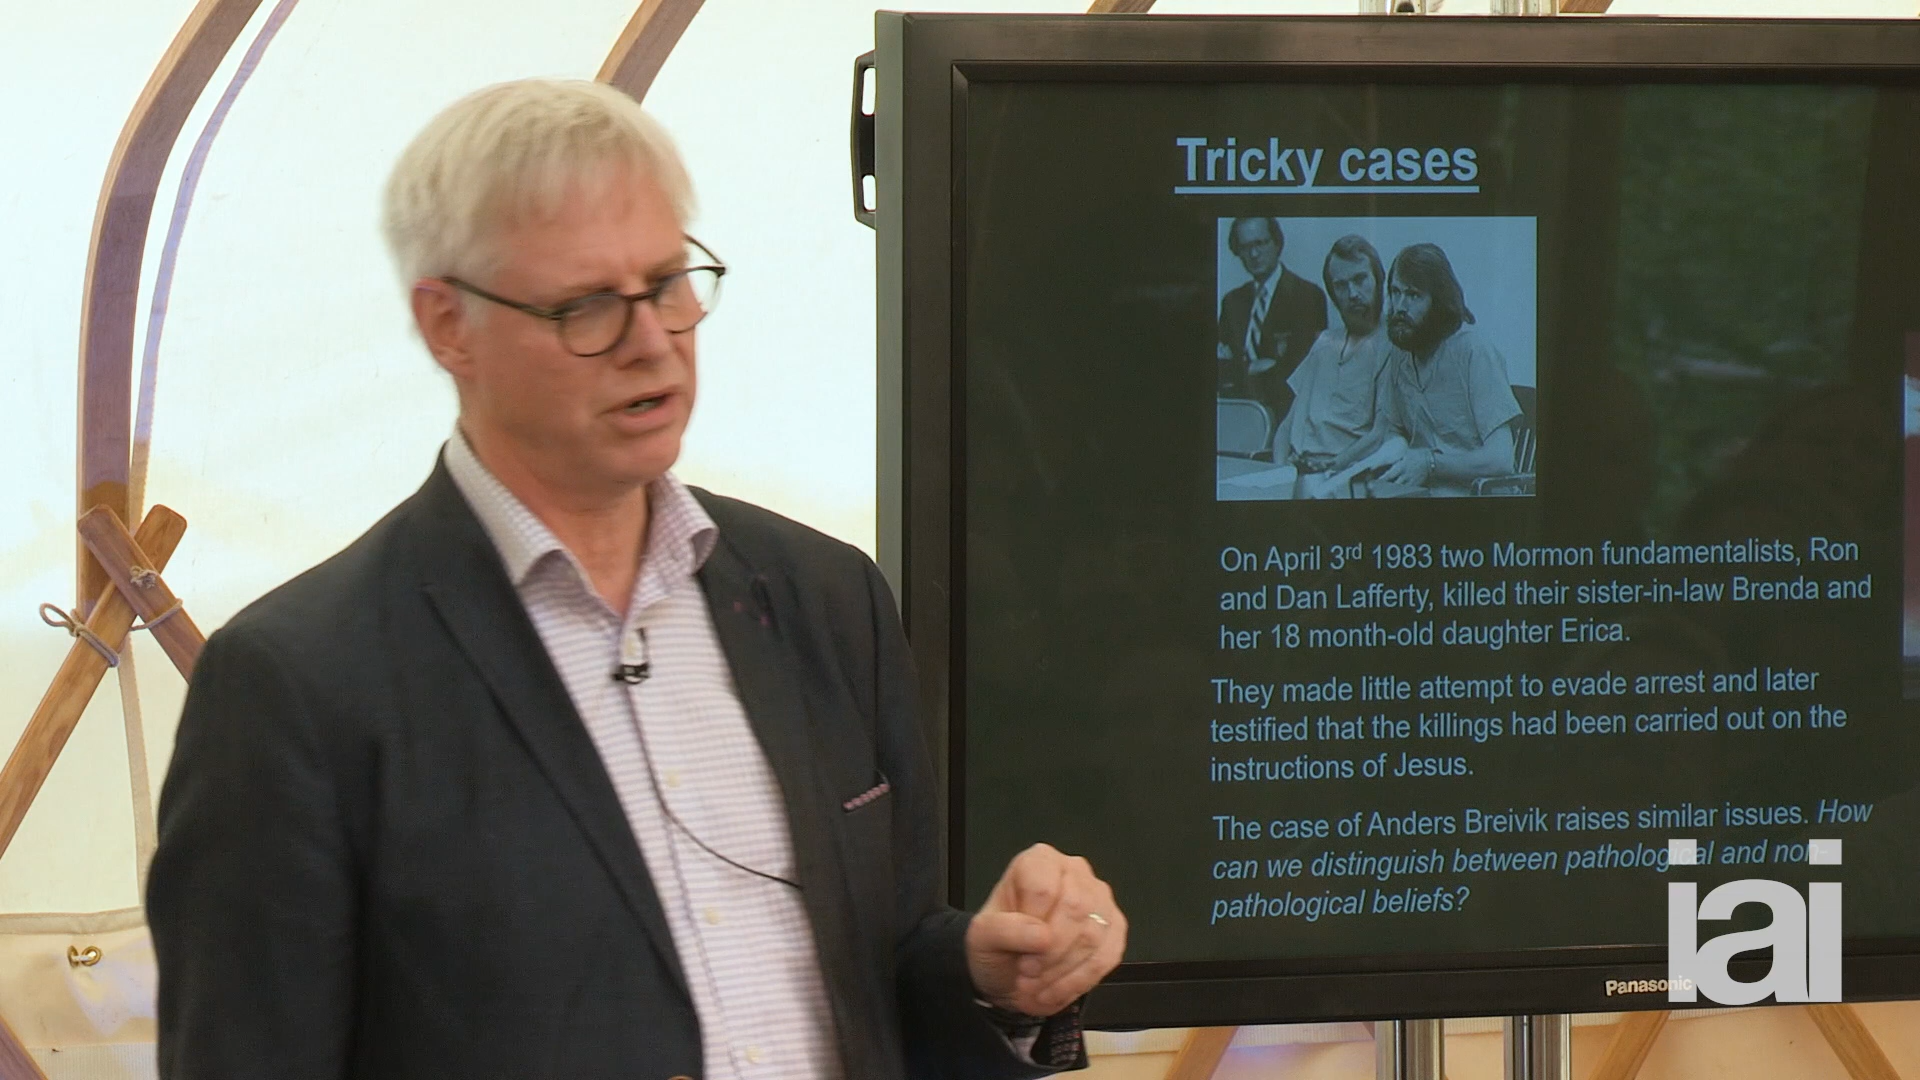 Tricky cases
On April 3rd 1983 two Mormon fundamentalists, Ron
and Dan Lafferty, killed their sister-in-law Brenda and
her 18 month-old daughter Erica.
They made little attempt to evade arrest and later
testified that the killings had been carried out on the
instructions of Jesus.
The case of Anders Breivik raises similar issues. How
can we distinguish between pathological and non-
pathological beliefs?
Panasonic
iai